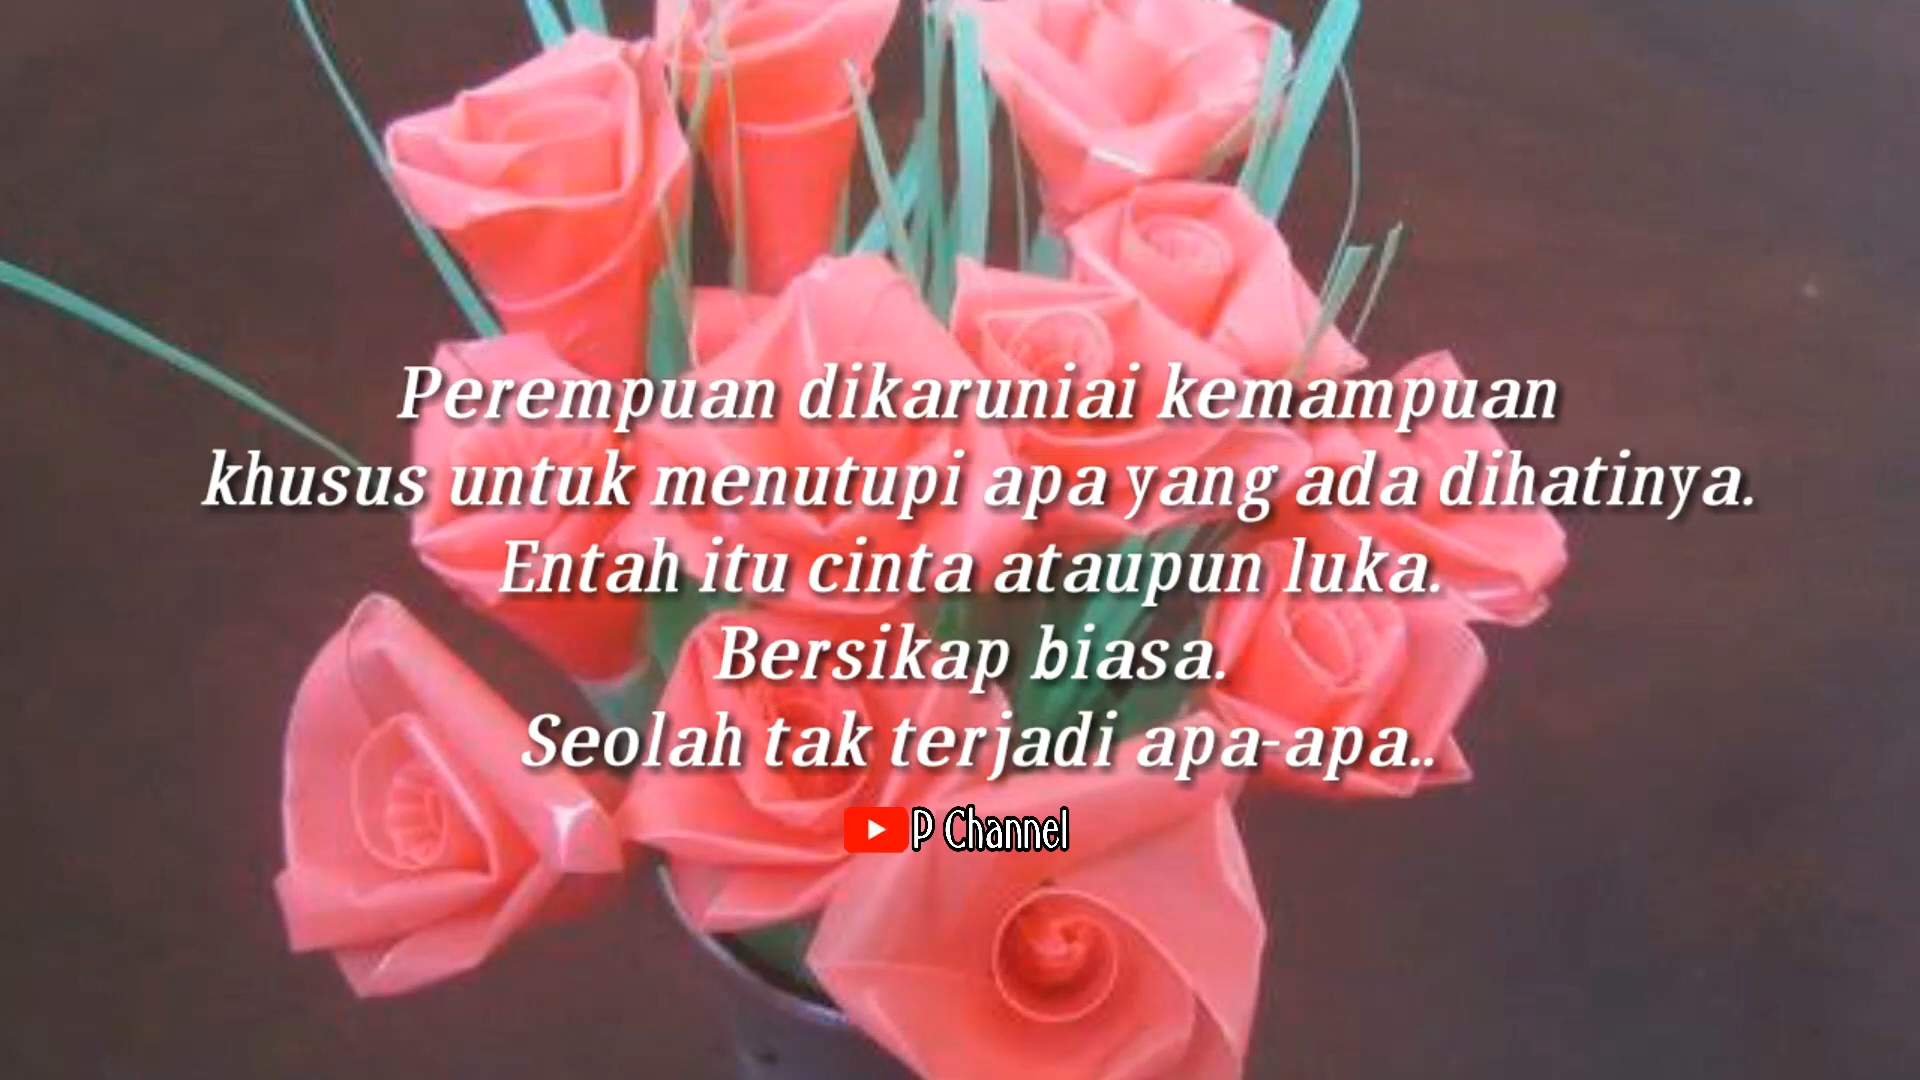 Perempuan dikaruniai kemampuan
khusus untuk menutupi apa yang ada dihatinya.
Entah itu cinta ataupun luka.
Bersikap biasa.
Seolah tak terjadi apa-apa..
P Channel